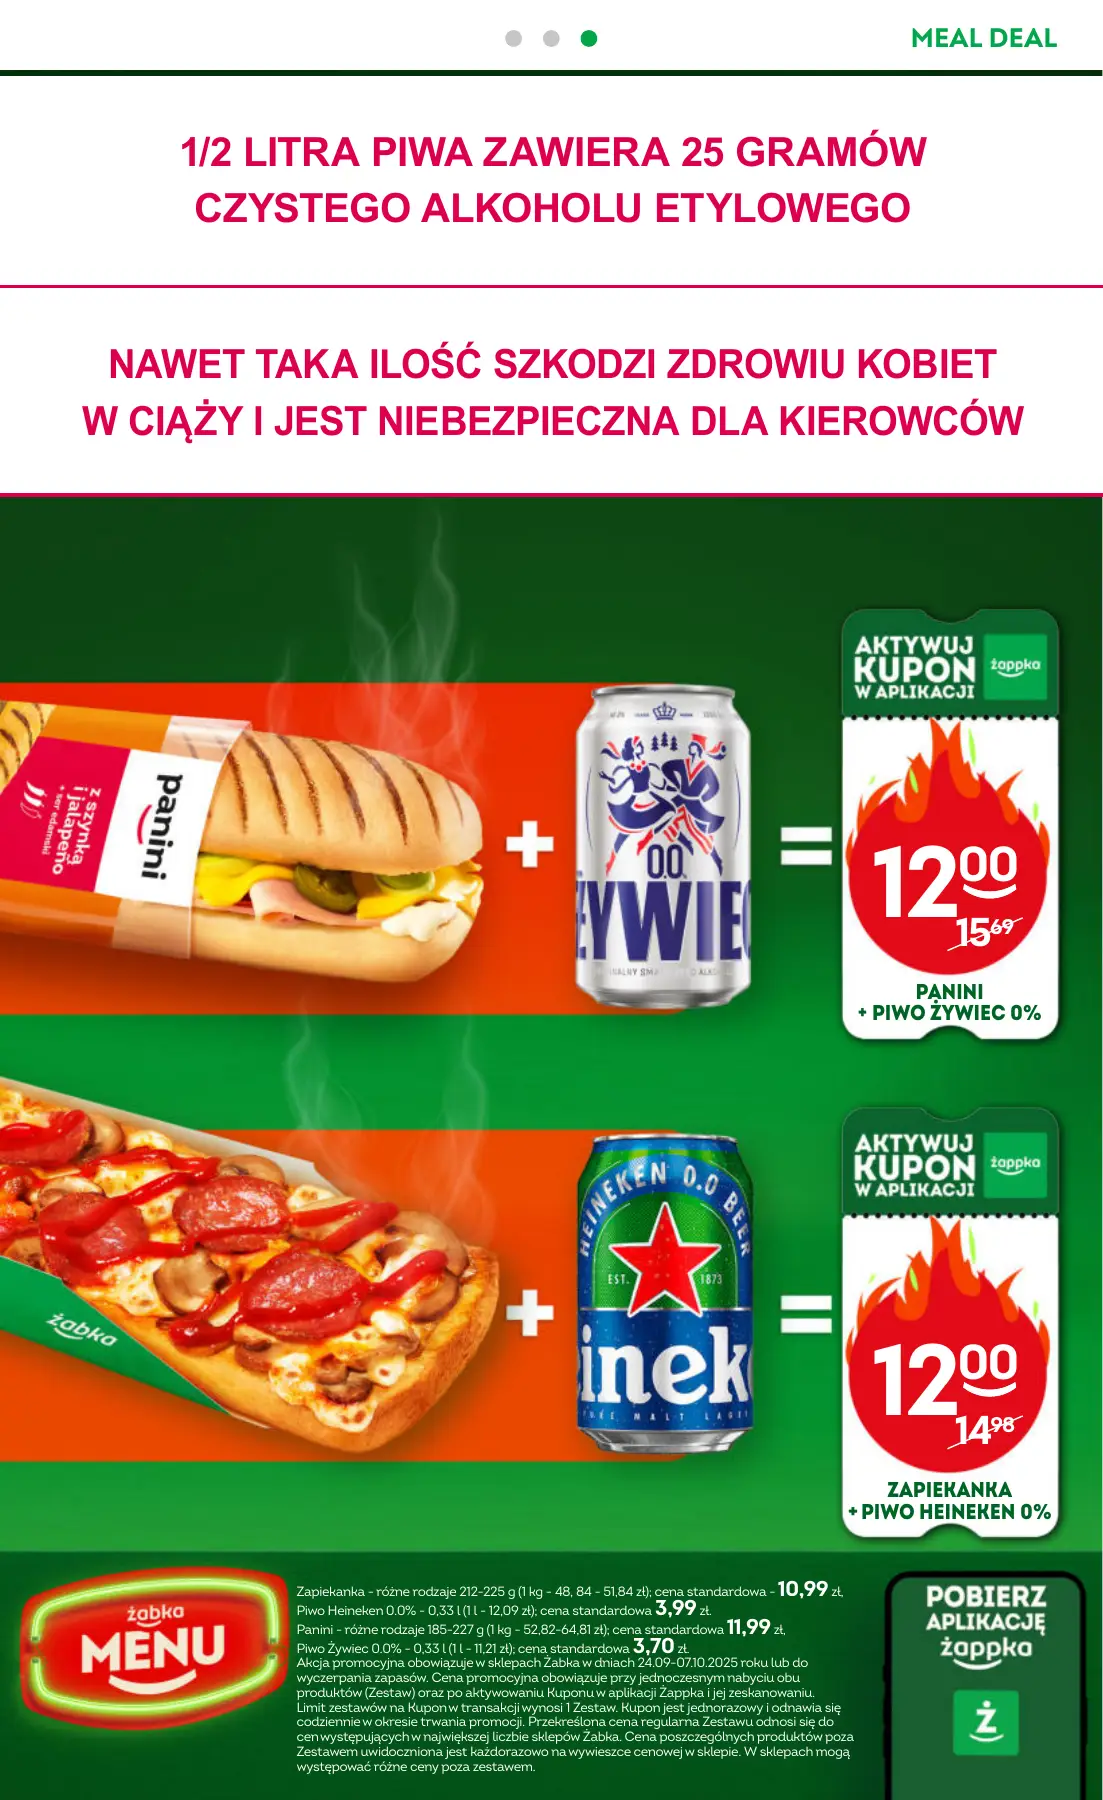 MEAL DEAL
1/2 LITRA PIWA ZAWIERA 25 GRAMÓW
CZYSTEGO ALKOHOLU ETYLOWEGO
NAWET TAKA ILOŚĆ SZKODZI ZDROWIU KOBIET
W CIĄŻY I JEST NIEBEZPIECZNA DLA KIEROWCÓW
AKTYWUJ
KUPON
W APLIKACJI
żappka
panini
z szynką
i jalapeno
+ ser edamski
+
0.0.
ŻYWIEC
=
12 00
15 69
PANINI
+ PIWO ŻYWIEC 0%
AKTYWUJ
KUPON
W APLIKACJI
żappka
żabka
+
HEINEKEN 0.0 BEER
EST. 1873
inek
PURE MALT LAGER
=
12 00
14 98
ZAPIEKANKA
+ PIWO HEINEKEN 0%
żabka
MENU
Zapiekanka - różne rodzaje 212-225 g (1 kg - 48, 84 - 51,84 zł); cena standardowa - 10,99 zł,
Piwo Heineken 0.0% - 0,33 l (1 l - 12,09 zł); cena standardowa 3,99 zł.
Panini - różne rodzaje 185-227 g (1 kg - 52,82-64,81 zł); cena standardowa 11,99 zł,
Piwo Żywiec 0.0% - 0,33 l (1 l - 11,21 zł); cena standardowa 3,70 zł.
Akcja promocyjna obowiązuje w sklepach Żabka w dniach 24.09-07.10.2025 roku lub do
wyczerpania zapasów. Cena promocyjna obowiązuje przy jednoczesnym nabyciu obu
produktów (Zestaw) oraz po aktywowaniu Kuponu w aplikacji Żappka i jej zeskanowaniu.
Limit zestawów na Kupon w transakcji wynosi 1 Zestaw. Kupon jest jednorazowy i odnawia się
codziennie w okresie trwania promocji. Przekreślona cena regularna Zestawu odnosi się do
cen występujących w największej liczbie sklepów Żabka. Cena poszczególnych produktów poza
Zestawem uwidoczniona jest każdorazowo na wywieszce cenowej w sklepie. W sklepach mogą
występować różne ceny poza zestawem.
POBIERZ
APLIKACJĘ
żappka
Ż